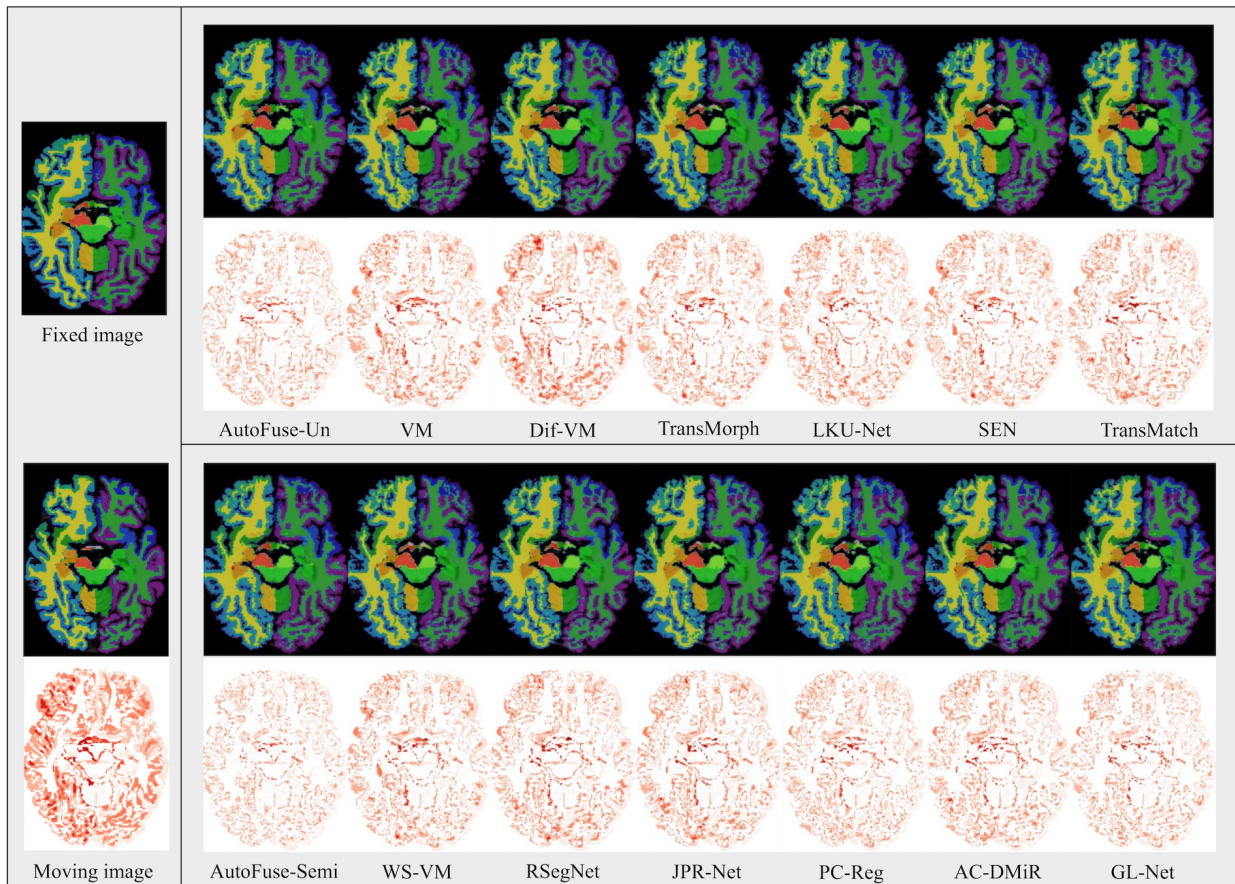 Fixed image
AutoFuse-Un VM Dif-VM TransMorph LKU-Net SEN TransMatch
Moving image
AutoFuse-Semi WS-VM RSegNet JPR-Net PC-Reg AC-DMiR GL-Net